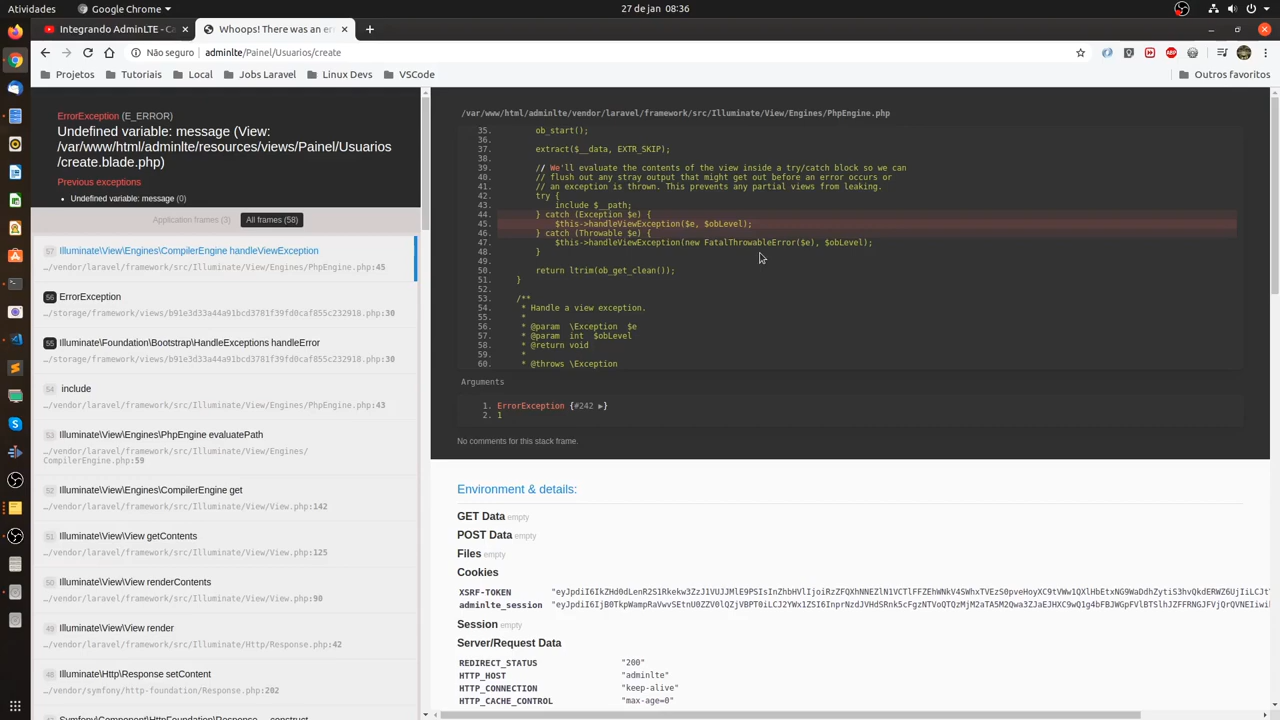 Atividades
Google Chrome
27 de jan 08:36
Integrando AdminLTE - Ca
Whoops! There was an err
Não seguro
adminlte/Painel/Usuarios/create
Projetos
Tutoriais
Local
Jobs Laravel
Linux Devs
VSCode
Outros favoritos
ErrorException (E_ERROR)
Undefined variable: message (View:
/var/www/html/adminlte/resources/views/Painel/Usuarios
/create.blade.php)
Previous exceptions
• Undefined variable: message (0)
Application frames (3)
All frames (58)
57 Illuminate\View\Engines\CompilerEngine handleViewException
…/vendor/laravel/framework/src/Illuminate/View/Engines/PhpEngine.php:45
56 ErrorException
…/storage/framework/views/b91e3d33a44a91bcd3781f39fd0caf855c232918.php:30
55 Illuminate\Foundation\Bootstrap\HandleExceptions handleError
…/storage/framework/views/b91e3d33a44a91bcd3781f39fd0caf855c232918.php:30
54 include
…/vendor/laravel/framework/src/Illuminate/View/Engines/PhpEngine.php:43
53 Illuminate\View\Engines\PhpEngine evaluatePath
…/vendor/laravel/framework/src/Illuminate/View/Engines/
CompilerEngine.php:59
52 Illuminate\View\Engines\CompilerEngine get
…/vendor/laravel/framework/src/Illuminate/View/View.php:142
51 Illuminate\View\View getContents
…/vendor/laravel/framework/src/Illuminate/View/View.php:125
50 Illuminate\View\View renderContents
…/vendor/laravel/framework/src/Illuminate/View/View.php:90
49 Illuminate\View\View render
…/vendor/laravel/framework/src/Illuminate/Http/Response.php:42
48 Illuminate\Http\Response setContent
…/vendor/symfony/http-foundation/Response.php:202
Symfony\Component\HttpFoundation\Response __construct
/var/www/html/adminlte/vendor/laravel/framework/src/Illuminate/View/Engines/PhpEngine.php
35. ob_start();
36.
37. extract($__data, EXTR_SKIP);
38.
39. // We'll evaluate the contents of the view inside a try/catch block so we can
40. // flush out any stray output that might get out before an error occurs or
41. // an exception is thrown. This prevents any partial views from leaking.
42. try {
43. include $__path;
44. } catch (Exception $e) {
45. $this->handleViewException($e, $obLevel);
46. } catch (Throwable $e) {
47. $this->handleViewException(new FatalThrowableError($e), $obLevel);
48. }
49.
50. return ltrim(ob_get_clean());
51. }
52.
53. /**
54. * Handle a view exception.
55. *
56. * @param \Exception $e
57. * @param int $obLevel
58. * @return void
59. *
60. * @throws \Exception
Arguments
1. ErrorException {#242 ▶}
2. 1
No comments for this stack frame.
Environment & details:
GET Data empty
POST Data empty
Files empty
Cookies
XSRF-TOKEN
adminlte_session
Session empty
Server/Request Data
REDIRECT_STATUS "200"
HTTP_HOST "adminlte"
HTTP_CONNECTION "keep-alive"
HTTP_CACHE_CONTROL "max-age=0"